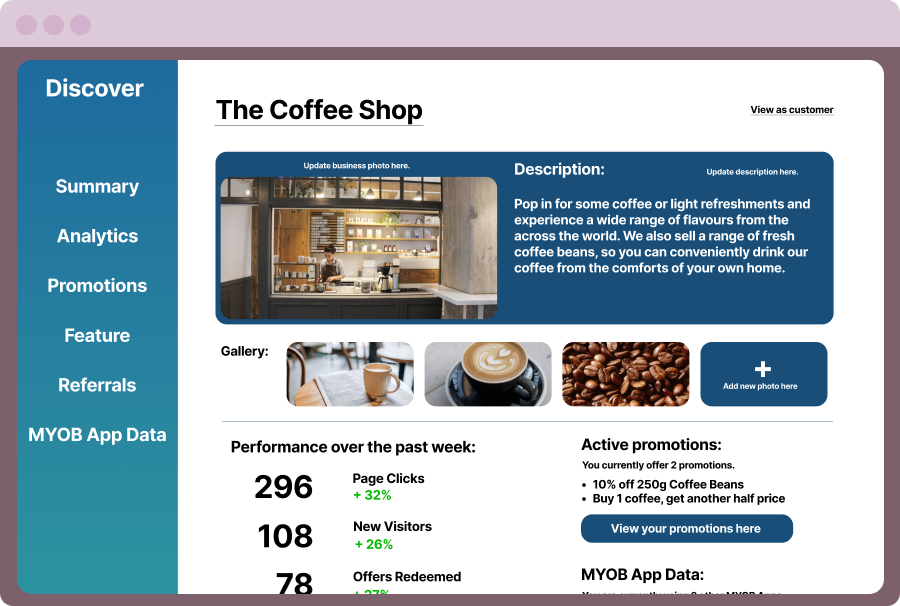 Discover
Summary
Analytics
Promotions
Feature
Referrals
MYOB App Data
The Coffee Shop
View as customer
Update business photo here.
Description:
Update description here.
Pop in for some coffee or light refreshments and
experience a wide range of flavours from the
across the world. We also sell a range of fresh
coffee beans, so you can conveniently drink our
coffee from the comforts of your own home.
Gallery:
Add new photo here
Performance over the past week:
296
Page Clicks
+ 32%
108
New Visitors
+ 26%
78
Offers Redeemed
Active promotions:
You currently offer 2 promotions.
• 10% off 250g Coffee Beans
• Buy 1 coffee, get another half price
View your promotions here
MYOB App Data: